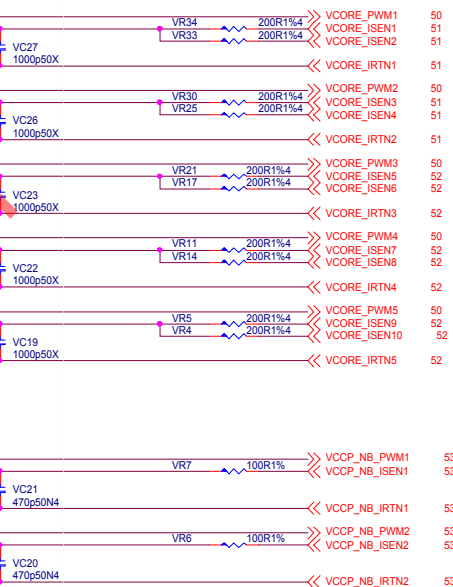 VCORE_PWM1 50
VR34 200R1%4 VCORE_ISEN1 51
VR33 200R1%4 VCORE_ISEN2 51
VC27
1000p50X VCORE_IRTN1 51
VCORE_PWM2 50
VR30 200R1%4 VCORE_ISEN3 51
VR25 200R1%4 VCORE_ISEN4 51
VC26
1000p50X VCORE_IRTN2 51
VCORE_PWM3 50
VR21 200R1%4 VCORE_ISEN5 52
VR17 200R1%4 VCORE_ISEN6 52
VC23
1000p50X VCORE_IRTN3 52
VCORE_PWM4 50
VR11 200R1%4 VCORE_ISEN7 52
VR14 200R1%4 VCORE_ISEN8 52
VC22
1000p50X VCORE_IRTN4 52
VCORE_PWM5 50
VR5 200R1%4 VCORE_ISEN9 52
VR4 200R1%4 VCORE_ISEN10 52
VC19
1000p50X VCORE_IRTN5 52
VCCP_NB_PWM1 53
VR7 100R1% VCCP_NB_ISEN1 53
VC21
470p50N4 VCCP_NB_IRTN1 53
VCCP_NB_PWM2 53
VR6 100R1% VCCP_NB_ISEN2 53
VC20
470p50N4 VCCP_NB_IRTN2 53